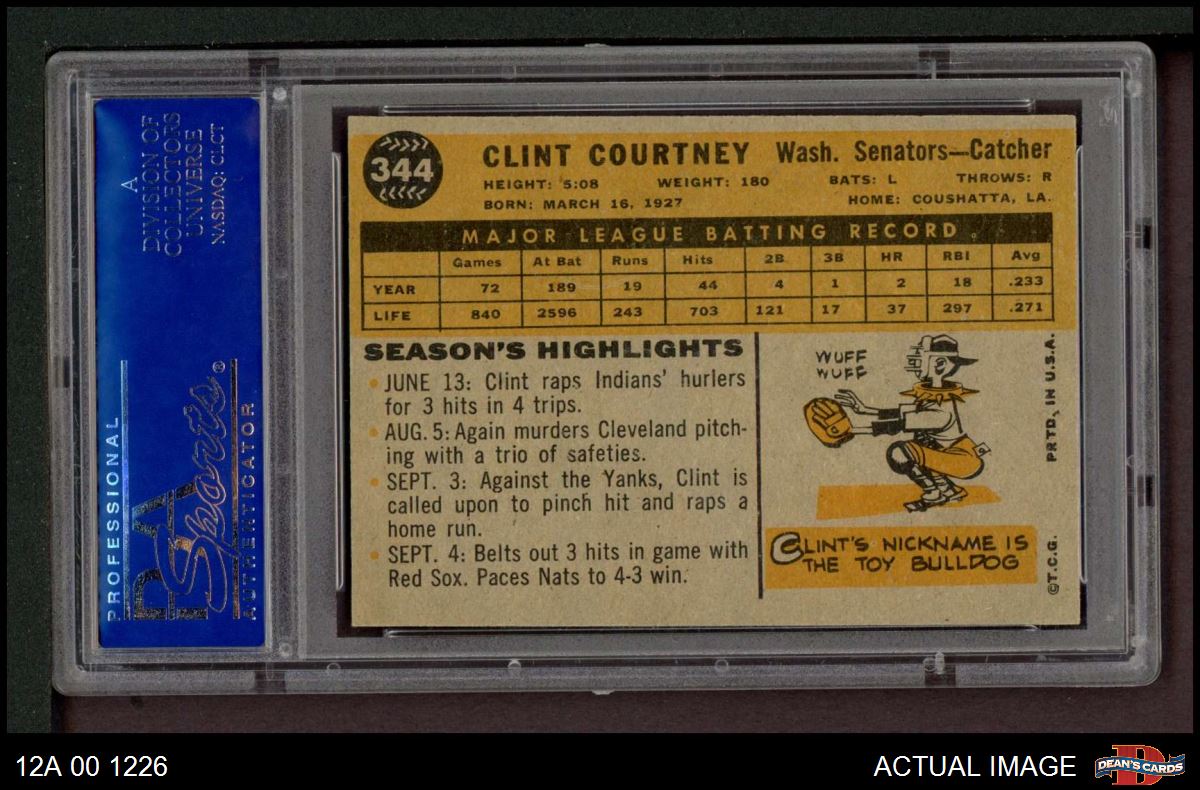 A
DIVISION OF
COLLECTORS
UNIVERSE
NASDAQ: CLCT
PROFESSIONAL
PSA
Sports®
AUTHENTICATOR
344
CLINT COURTNEY Wash. Senators—Catcher
HEIGHT: 5:08 WEIGHT: 180 BATS: L THROWS: R
BORN: MARCH 16, 1927 HOME: COUSHATTA, LA.
MAJOR LEAGUE BATTING RECORD
Games At Bat Runs Hits 2B 3B HR RBI Avg
YEAR 72 189 19 44 4 1 2 18 .233
LIFE 840 2596 243 703 121 17 37 297 .271
SEASON'S HIGHLIGHTS
JUNE 13: Clint raps Indians' hurlers
for 3 hits in 4 trips.
AUG. 5: Again murders Cleveland pitch-
ing with a trio of safeties.
SEPT. 3: Against the Yanks, Clint is
called upon to pinch hit and raps a
home run.
SEPT. 4: Belts out 3 hits in game with
Red Sox. Paces Nats to 4-3 win.
WUFF
WUFF
CLINT'S NICKNAME IS
THE TOY BULLDOG
PRTD. IN U.S.A.
©T.C.G.
12A 00 1226
ACTUAL IMAGE
D
DEAN'S CARDS